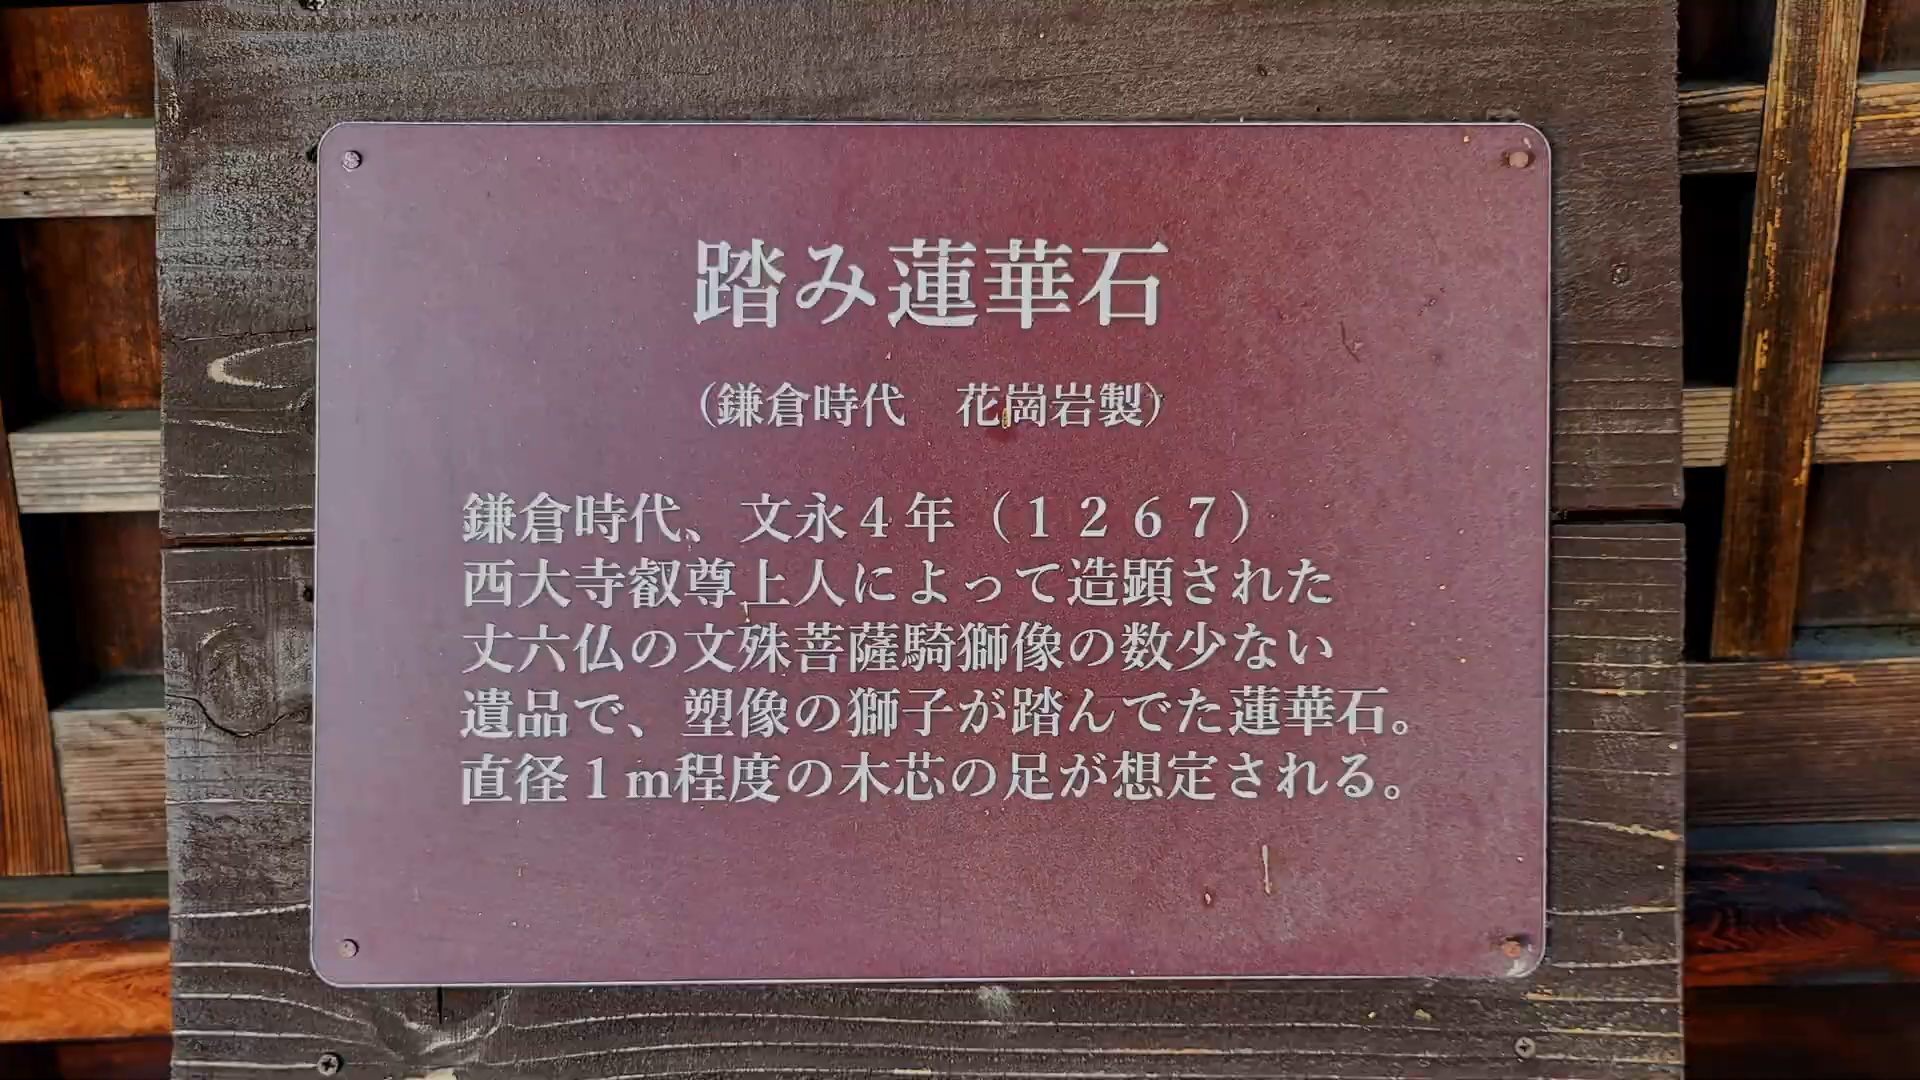 踏み蓮華石
(鎌倉時代　花崗岩製)
鎌倉時代、文永4年（１２６７）
西大寺叡尊上人によって造顕された
丈六仏の文殊菩薩騎獅像の数少ない
遺品で、塑像の獅子が踏んでた蓮華石。
直径１m程度の木芯の足が想定される。